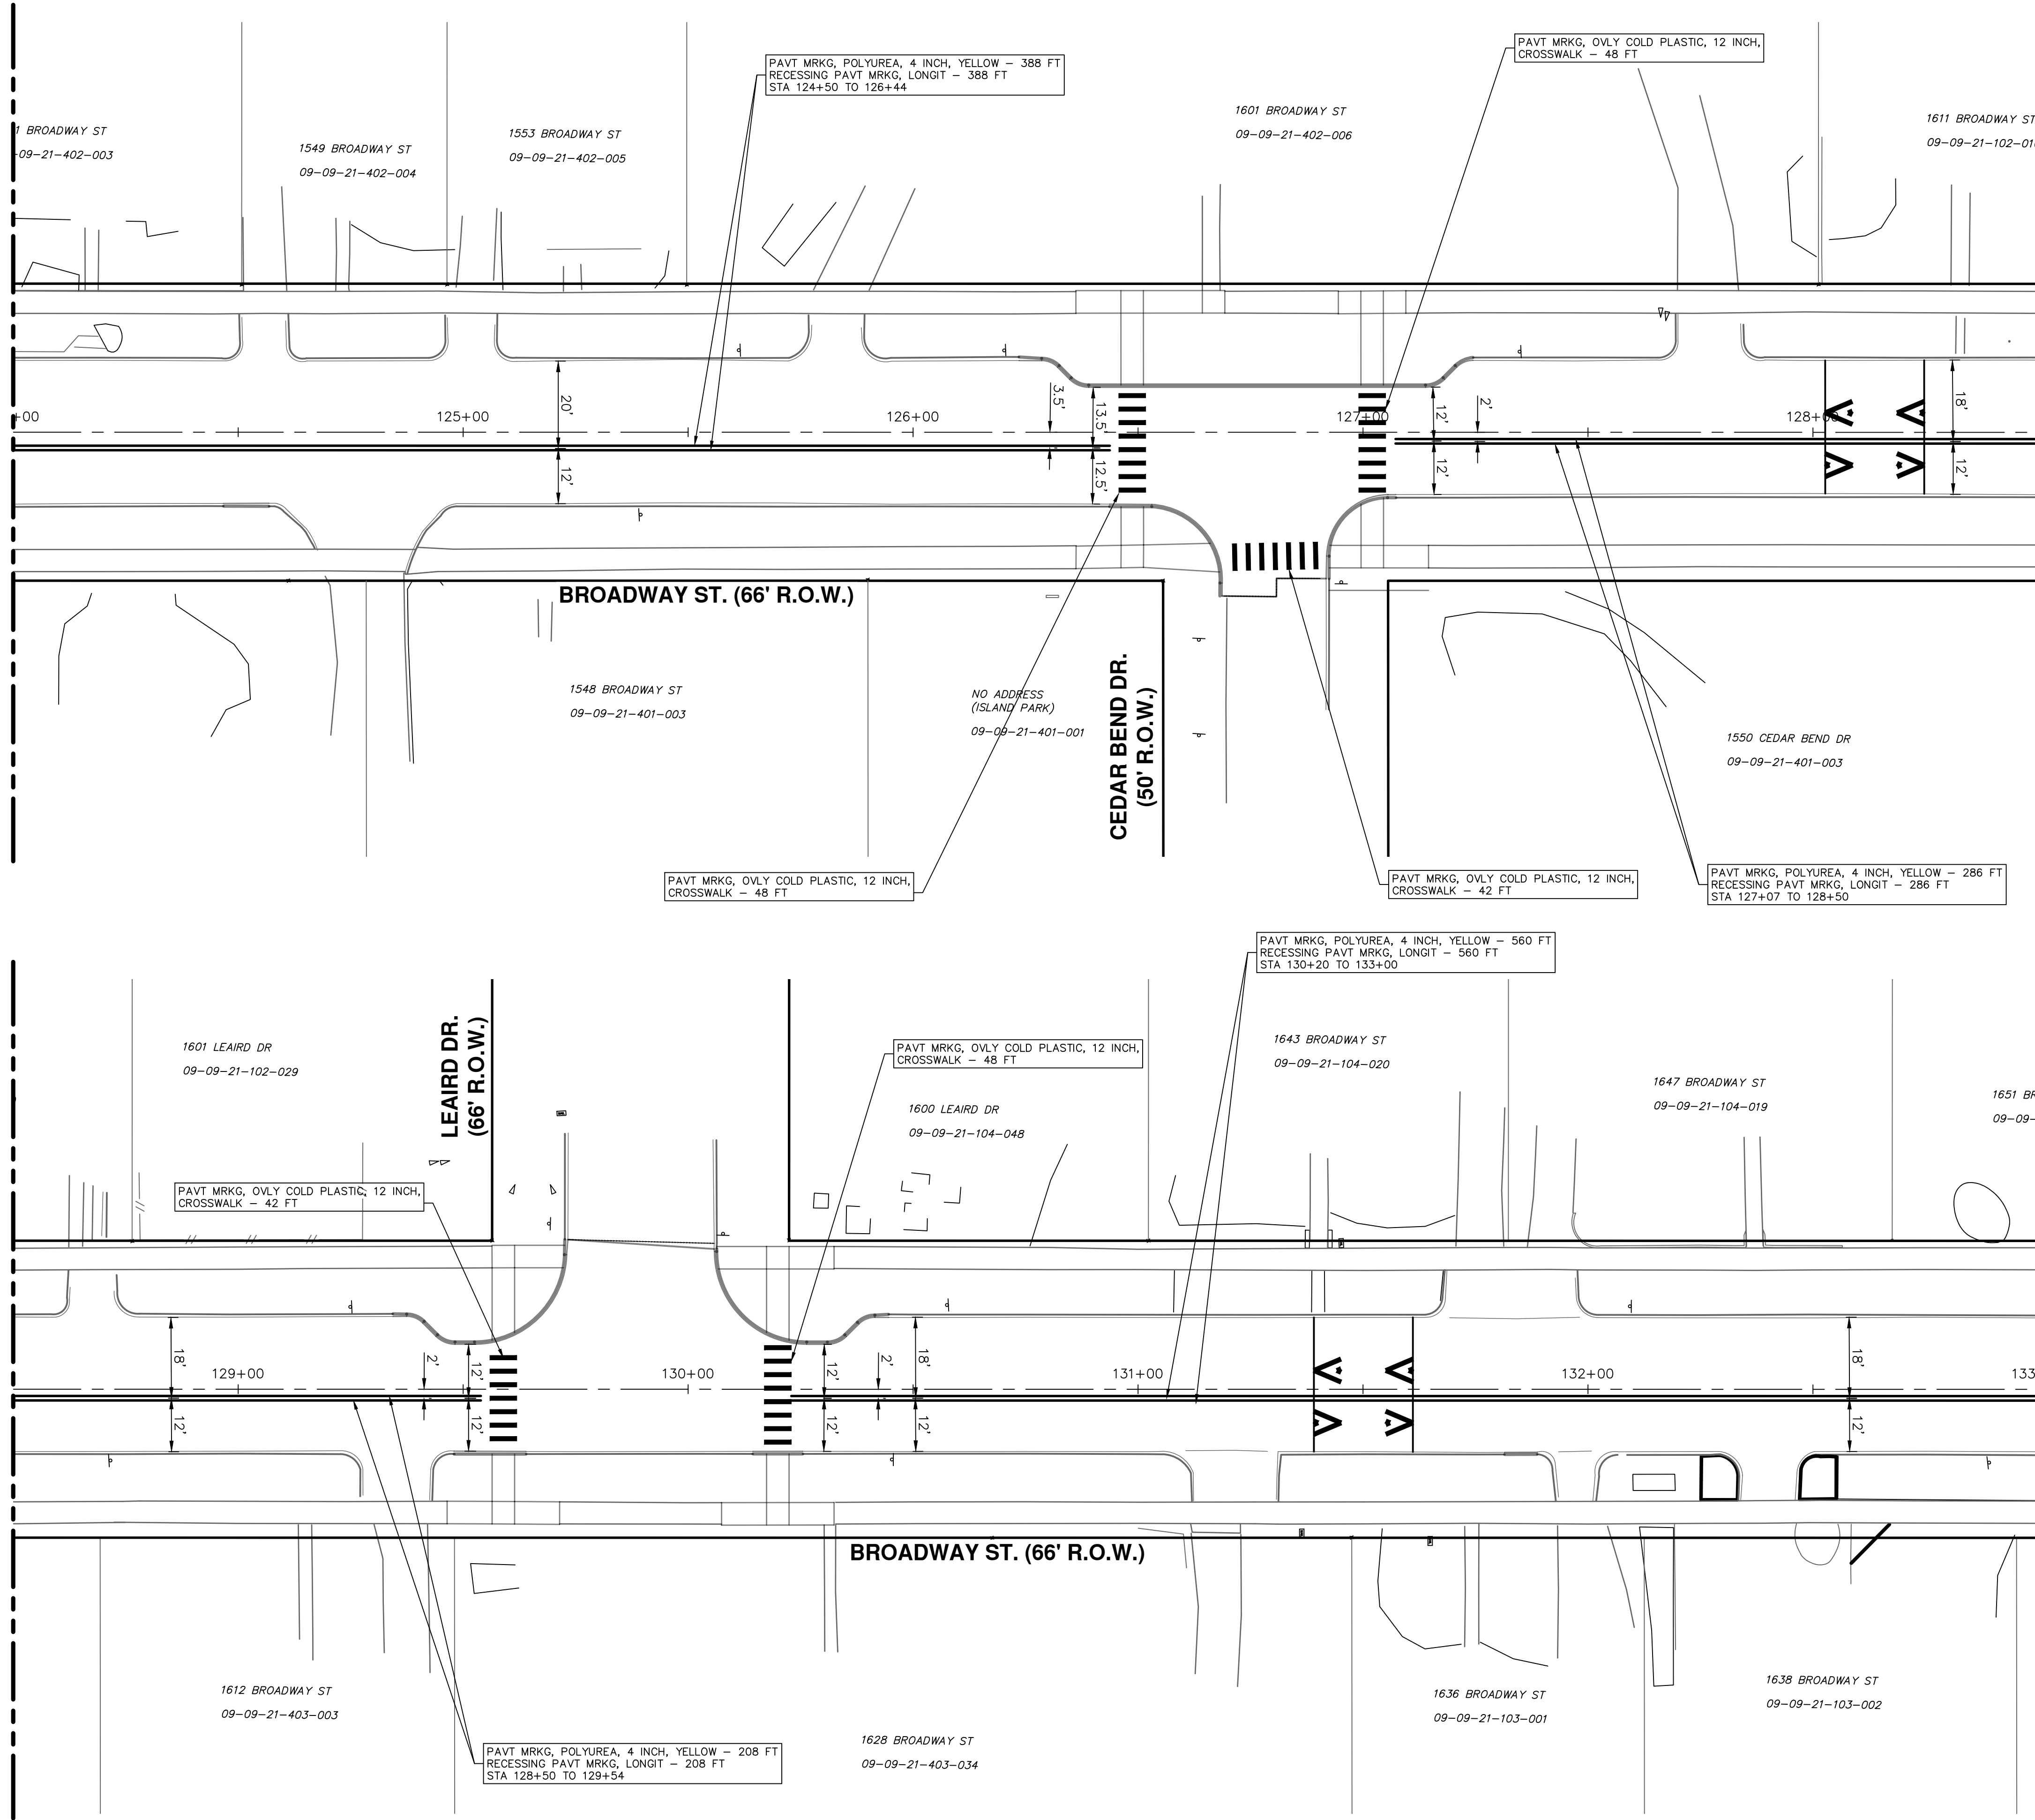 PAVT MRKG, OVLY COLD PLASTIC, 12 INCH,
CROSSWALK – 48 FT
PAVT MRKG, POLYUREA, 4 INCH, YELLOW – 388 FT
RECESSING PAVT MRKG, LONGIT – 388 FT
STA 124+50 TO 126+44
1 BROADWAY ST
-09-21-402-003
1549 BROADWAY ST
09-09-21-402-004
1553 BROADWAY ST
09-09-21-402-005
1601 BROADWAY ST
09-09-21-402-006
1611 BROADWAY ST
09-09-21-102-01
+00
125+00
126+00
127+00
128+00
20'
12'
3.5'
13.5'
12.5'
12'
12'
2'
18'
12'
BROADWAY ST. (66' R.O.W.)
1548 BROADWAY ST
09-09-21-401-003
NO ADDRESS
(ISLAND PARK)
09-09-21-401-001
CEDAR BEND DR.
(50' R.O.W.)
1550 CEDAR BEND DR
09-09-21-401-003
PAVT MRKG, OVLY COLD PLASTIC, 12 INCH,
CROSSWALK – 48 FT
PAVT MRKG, OVLY COLD PLASTIC, 12 INCH,
CROSSWALK – 42 FT
PAVT MRKG, POLYUREA, 4 INCH, YELLOW – 286 FT
RECESSING PAVT MRKG, LONGIT – 286 FT
STA 127+07 TO 128+50
PAVT MRKG, POLYUREA, 4 INCH, YELLOW – 560 FT
RECESSING PAVT MRKG, LONGIT – 560 FT
STA 130+20 TO 133+00
1601 LEAIRD DR
09-09-21-102-029
LEAIRD DR.
(66' R.O.W.)
PAVT MRKG, OVLY COLD PLASTIC, 12 INCH,
CROSSWALK – 48 FT
1600 LEAIRD DR
09-09-21-104-048
1643 BROADWAY ST
09-09-21-104-020
1647 BROADWAY ST
09-09-21-104-019
1651 BR
09-09-
PAVT MRKG, OVLY COLD PLASTIC, 12 INCH,
CROSSWALK – 42 FT
129+00
130+00
131+00
132+00
133
18'
12'
2'
12'
12'
12'
12'
2'
18'
12'
18'
12'
BROADWAY ST. (66' R.O.W.)
1612 BROADWAY ST
09-09-21-403-003
1628 BROADWAY ST
09-09-21-403-034
1636 BROADWAY ST
09-09-21-103-001
1638 BROADWAY ST
09-09-21-103-002
PAVT MRKG, POLYUREA, 4 INCH, YELLOW – 208 FT
RECESSING PAVT MRKG, LONGIT – 208 FT
STA 128+50 TO 129+54